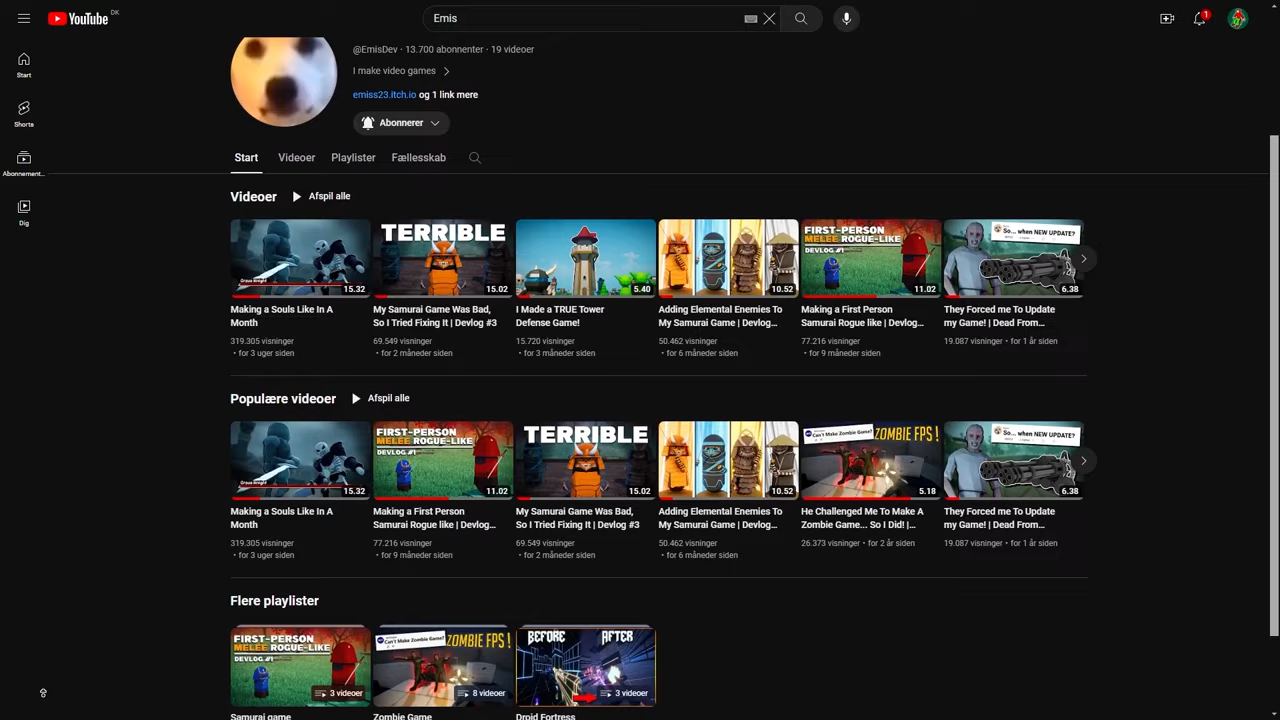 YouTube DK
Emis
1
@EmisDev · 13.700 abonnenter · 19 videoer
I make video games
emiss23.itch.io og 1 link mere
Abonnerer
Start
Shorts
Abonnement...
Dig
Start Videoer Playlister Fællesskab
Videoer Afspil alle
15.32
TERRIBLE
15.02
5.40
10.52
FIRST-PERSON
MELEE ROGUE-LIKE
DEVLOG #1
11.02
So... when NEW UPDATE?
6.38
Making a Souls Like In A
Month
319.305 visninger
• for 3 uger siden
My Samurai Game Was Bad,
So I Tried Fixing It | Devlog #3
69.549 visninger
• for 2 måneder siden
I Made a TRUE Tower
Defense Game!
15.720 visninger
• for 3 måneder siden
Adding Elemental Enemies To
My Samurai Game | Devlog...
50.462 visninger
• for 6 måneder siden
Making a First Person
Samurai Rogue like | Devlog...
77.216 visninger
• for 9 måneder siden
They Forced me To Update
my Game! | Dead From...
19.087 visninger • for 1 år siden
Populære videoer Afspil alle
15.32
FIRST-PERSON
MELEE ROGUE-LIKE
DEVLOG #1
11.02
TERRIBLE
15.02
10.52
Can't Make Zombie Game?
ZOMBIE FPS!
5.18
So... when NEW UPDATE?
6.38
Making a Souls Like In A
Month
319.305 visninger
• for 3 uger siden
Making a First Person
Samurai Rogue like | Devlog...
77.216 visninger
• for 9 måneder siden
My Samurai Game Was Bad,
So I Tried Fixing It | Devlog #3
69.549 visninger
• for 2 måneder siden
Adding Elemental Enemies To
My Samurai Game | Devlog...
50.462 visninger
• for 6 måneder siden
He Challenged Me To Make A
Zombie Game... So I Did! |...
26.373 visninger • for 2 år siden
They Forced me To Update
my Game! | Dead From...
19.087 visninger • for 1 år siden
Flere playlister
FIRST-PERSON
MELEE ROGUE-LIKE
DEVLOG #1
3 videoer
Can't Make Zombie Game?
ZOMBIE FPS!
8 videoer
BEFORE AFTER
3 videoer
Samurai game
Zombie Game
Droid Fortress